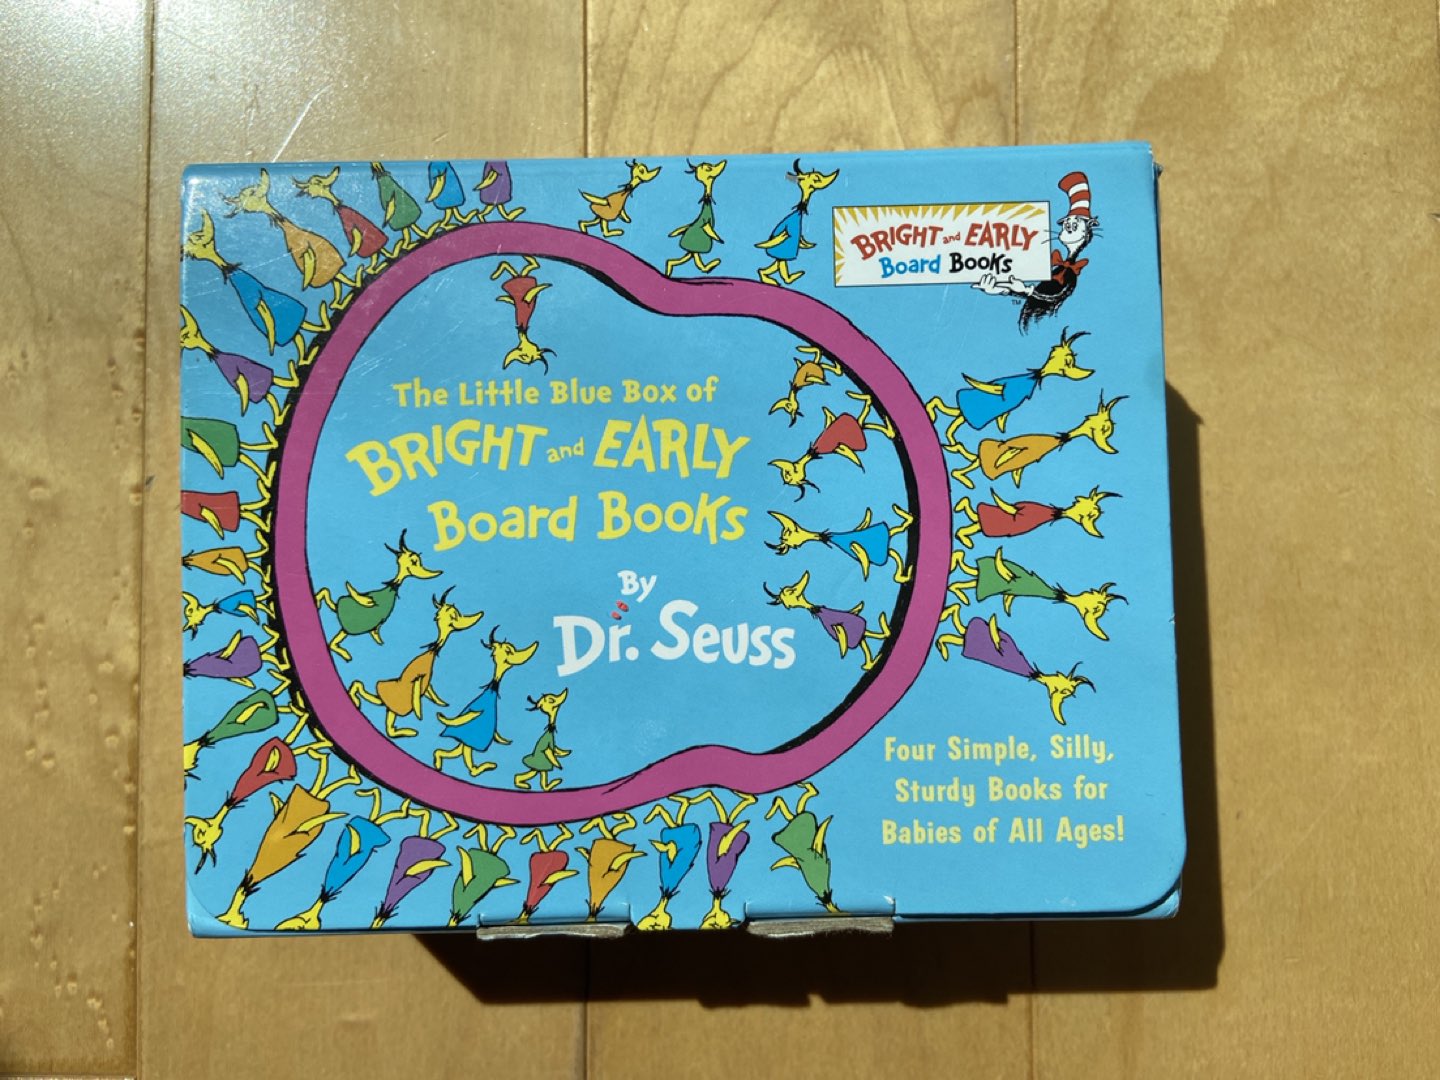 BRIGHT and EARLY
Board Books
TM
The Little Blue Box of
BRIGHT and EARLY
Board Books
By
Dr. Seuss
Four Simple, Silly,
Sturdy Books for
Babies of All Ages!